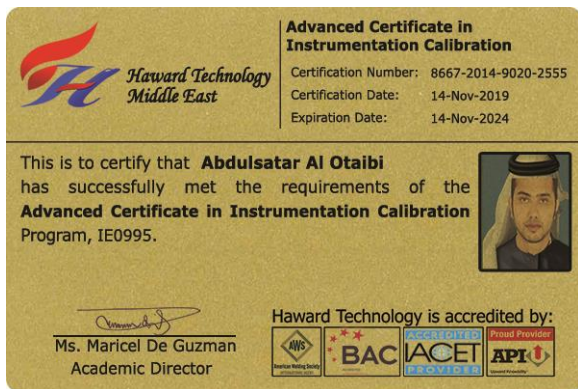 Haward Technology
Middle East
Advanced Certificate in
Instrumentation Calibration
Certification Number: 8667-2014-9020-2555
Certification Date: 14-Nov-2019
Expiration Date: 14-Nov-2024
This is to certify that Abdulsatar Al Otaibi
has successfully met the requirements of the
Advanced Certificate in Instrumentation Calibration
Program, IE0995.
Ms. Maricel De Guzman
Academic Director
Haward Technology is accredited by:
AWS
American Welding Society
BAC
ACCREDITED
IACET
PROVIDER
Proud Provider
API U